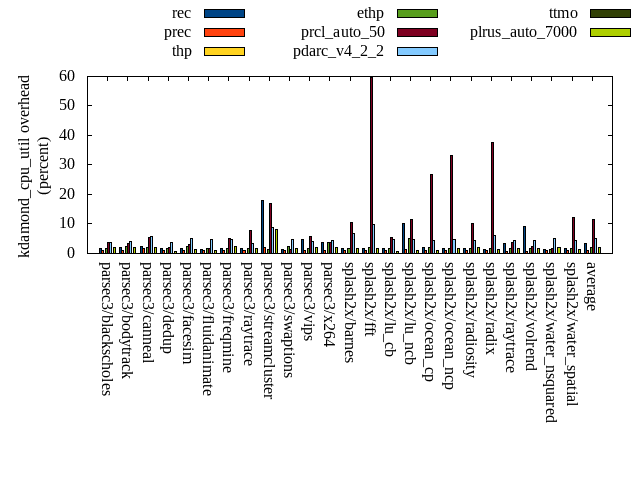 rec ethp ttmo
prec prcl_auto_50 plrus_auto_7000
thp pdarc_v4_2_2
kdamond_cpu_util overhead
(percent)
60
50
40
30
20
10
0
parsec3/blackscholes
parsec3/bodytrack
parsec3/canneal
parsec3/dedup
parsec3/facesim
parsec3/fluidanimate
parsec3/freqmine
parsec3/raytrace
parsec3/streamcluster
parsec3/swaptions
parsec3/vips
parsec3/x264
splash2x/barnes
splash2x/fft
splash2x/lu_cb
splash2x/lu_ncb
splash2x/ocean_cp
splash2x/ocean_ncp
splash2x/radiosity
splash2x/radix
splash2x/raytrace
splash2x/volrend
splash2x/water_nsquared
splash2x/water_spatial
average